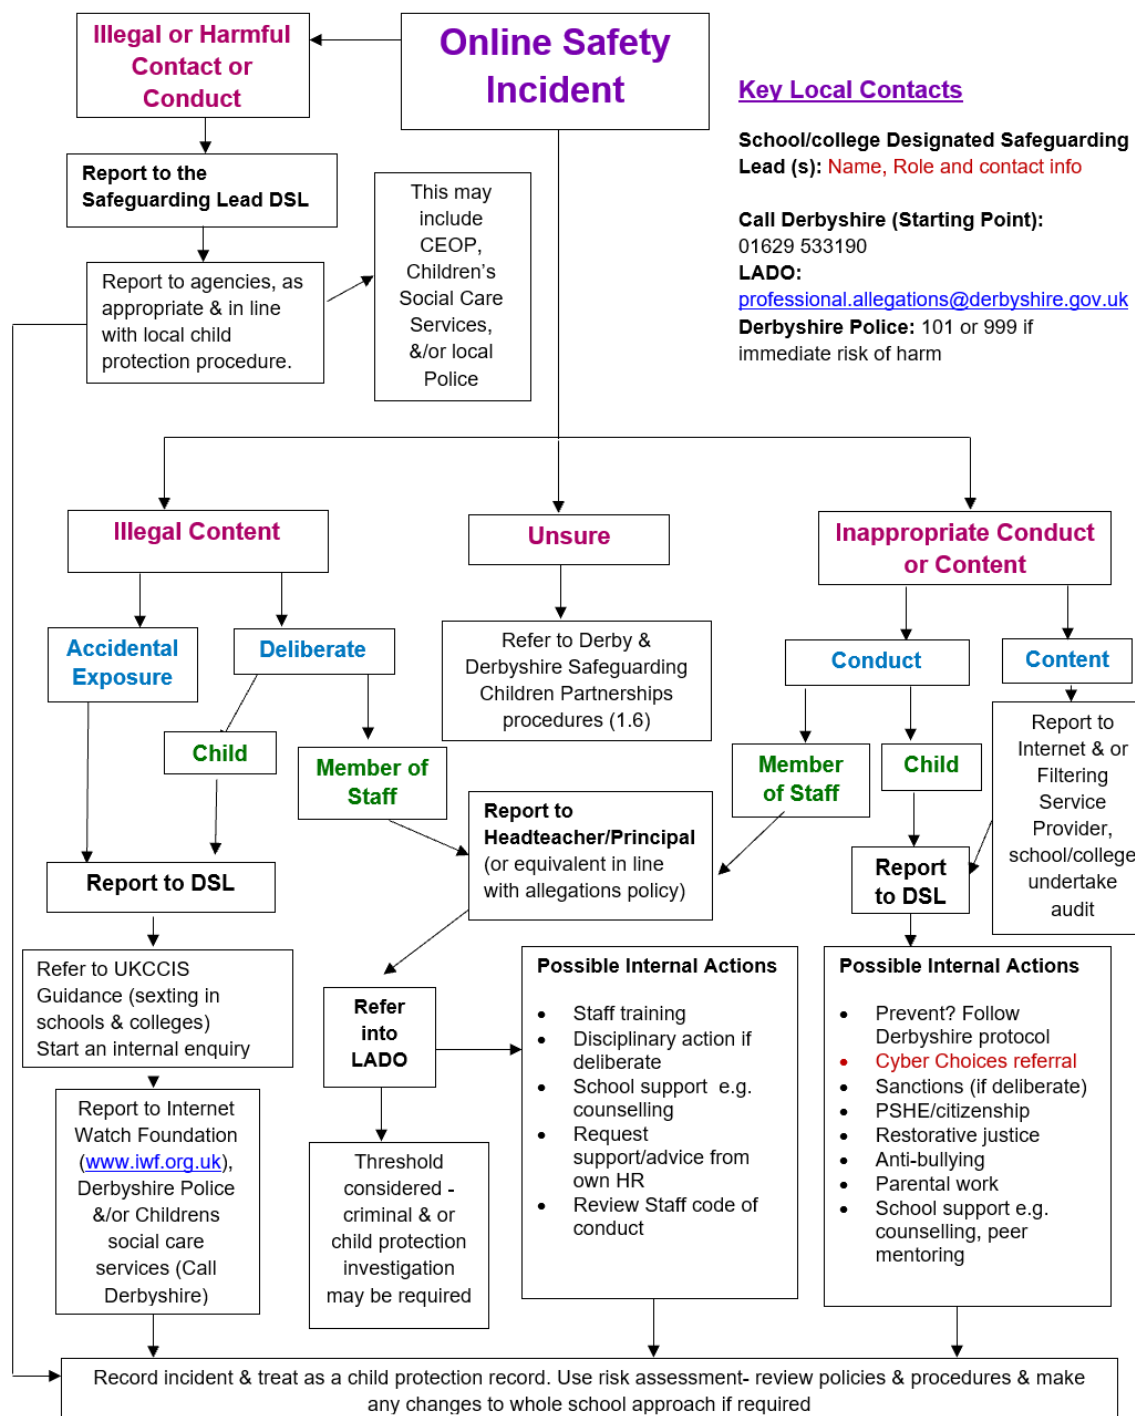 Illegal or Harmful
Contact or
Conduct
Online Safety
Incident
Key Local Contacts
School/college Designated Safeguarding
Lead (s): Name, Role and contact info
Call Derbyshire (Starting Point):
01629 533190
LADO:
professional.allegations@derbyshire.gov.uk
Derbyshire Police: 101 or 999 if
immediate risk of harm
Report to the
Safeguarding Lead DSL
This may
include
CEOP,
Children's
Social Care
Services,
&/or local
Police
Report to agencies, as
appropriate & in line
with local child
protection procedure.
Illegal Content
Unsure
Inappropriate Conduct
or Content
Accidental
Exposure
Deliberate
Refer to Derby &
Derbyshire Safeguarding
Children Partnerships
procedures (1.6)
Conduct
Content
Child
Member of
Staff
Member
of Staff
Child
Report to
Internet & or
Filtering
Service
Provider,
school/college
undertake
audit
Report to
Headteacher/Principal
(or equivalent in line
with allegations policy)
Report to DSL
Report
to DSL
Refer to UKCCIS
Guidance (sexting in
schools & colleges)
Start an internal enquiry
Refer
into
LADO
Possible Internal Actions
• Staff training
• Disciplinary action if
deliberate
• School support e.g.
counselling
• Request
support/advice from
own HR
• Review Staff code of
conduct
Possible Internal Actions
• Prevent? Follow
Derbyshire protocol
• Cyber Choices referral
• Sanctions (if deliberate)
• PSHE/citizenship
• Restorative justice
• Anti-bullying
• Parental work
• School support e.g.
counselling, peer
mentoring
Report to Internet
Watch Foundation
(www.iwf.org.uk),
Derbyshire Police
&/or Childrens
social care
services (Call
Derbyshire)
Threshold
considered -
criminal & or
child protection
investigation
may be required
Record incident & treat as a child protection record. Use risk assessment- review policies & procedures & make
any changes to whole school approach if required